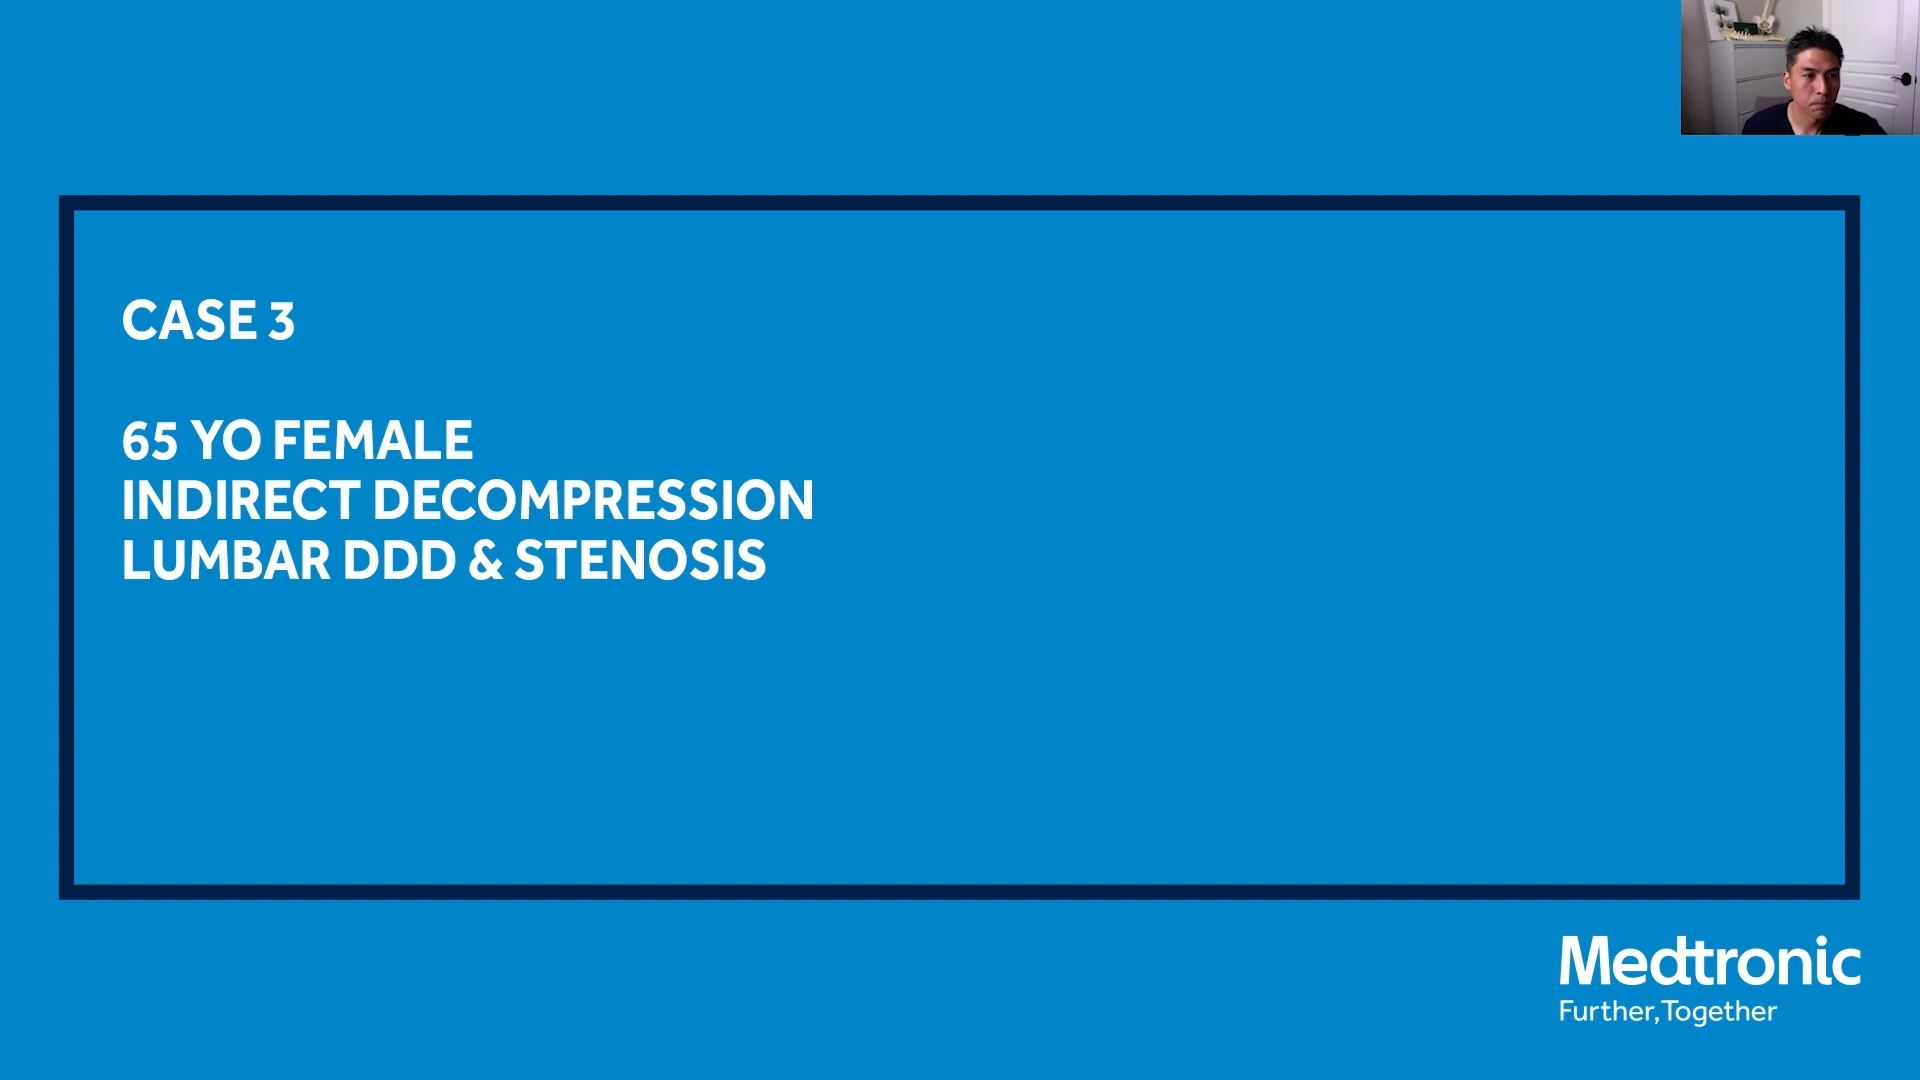 CASE 3
65 YO FEMALE
INDIRECT DECOMPRESSION
LUMBAR DDD & STENOSIS
Medtronic
Further,Together